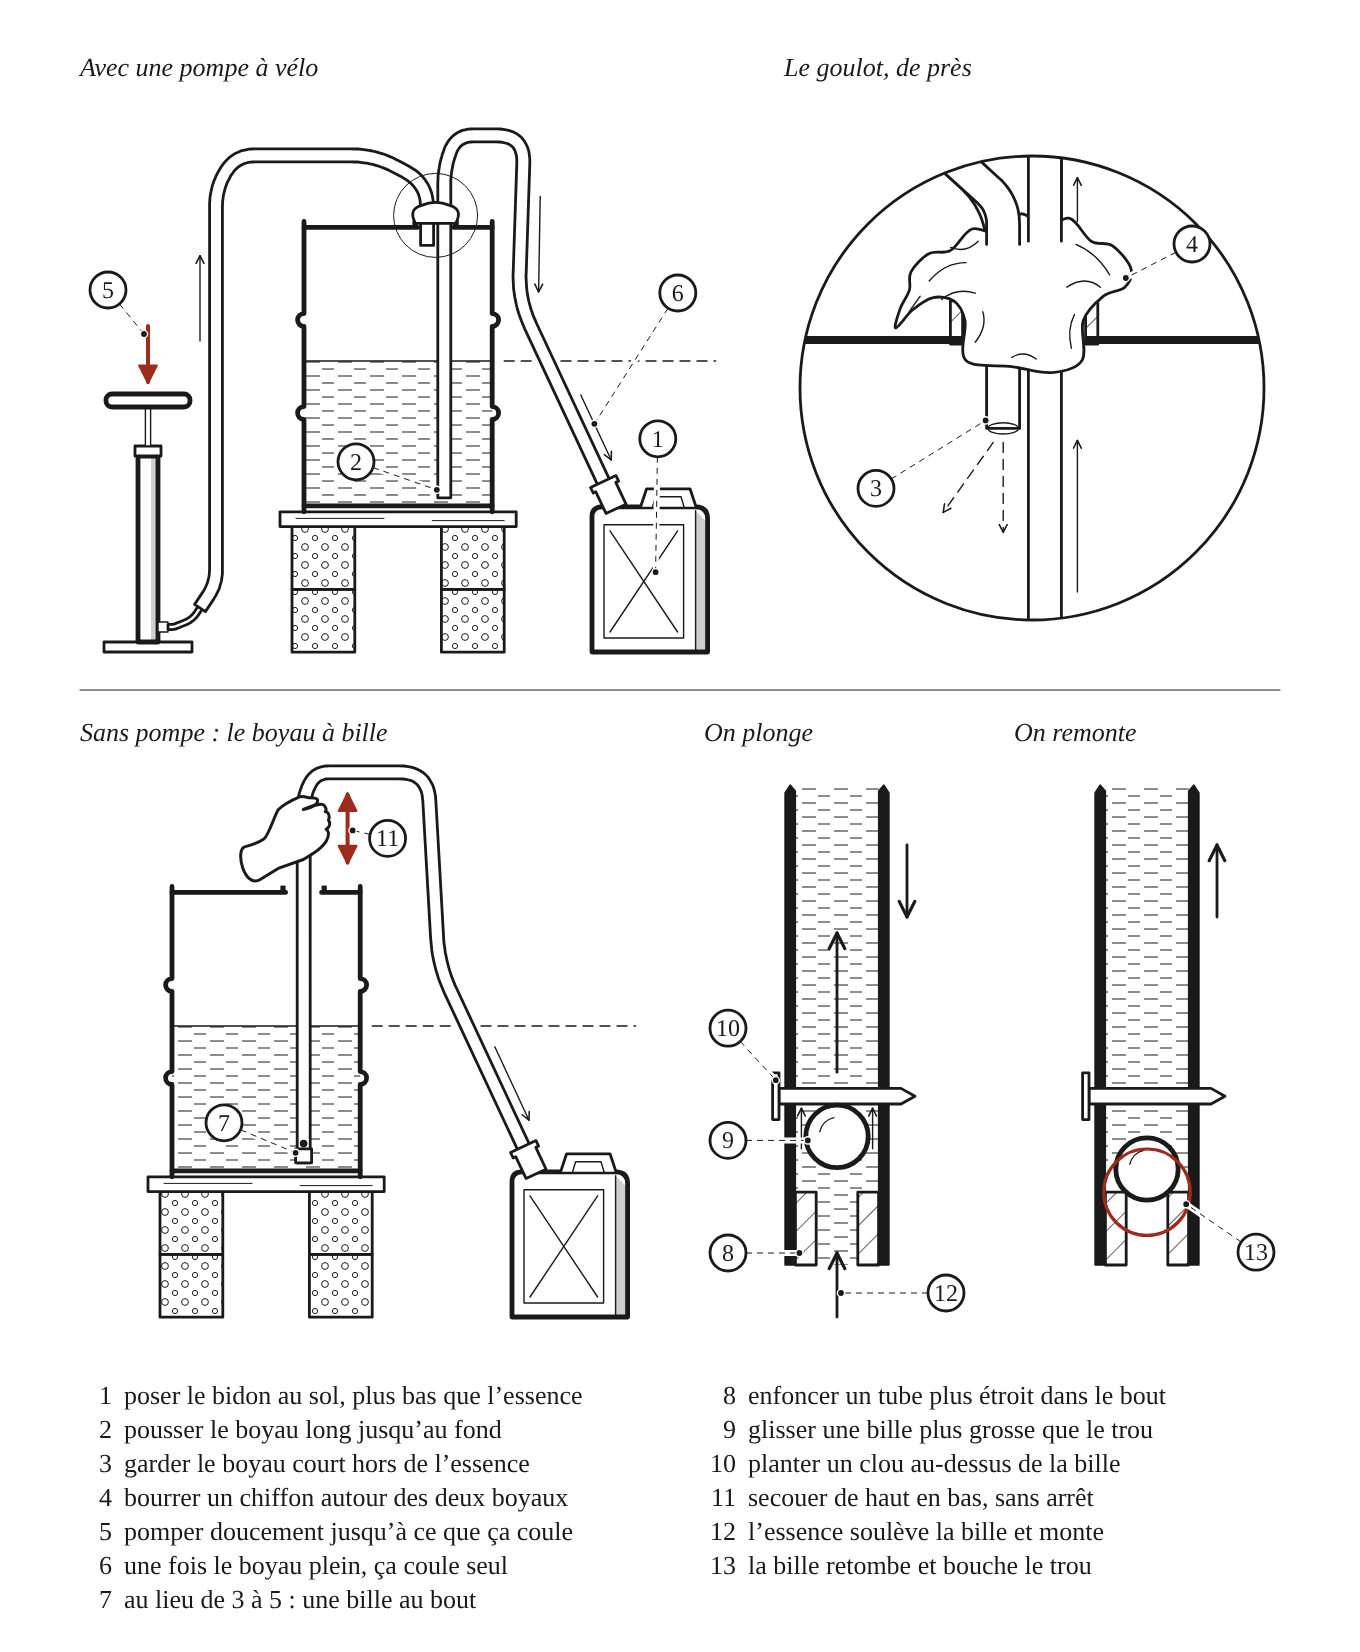 Avec une pompe à vélo
Le goulot, de près
5
6
1
2
4
3
Sans pompe : le boyau à bille
On plonge
On remonte
11
7
10
9
8
12
13
1 poser le bidon au sol, plus bas que l’essence
2 pousser le boyau long jusqu’au fond
3 garder le boyau court hors de l’essence
4 bourrer un chiffon autour des deux boyaux
5 pomper doucement jusqu’à ce que ça coule
6 une fois le boyau plein, ça coule seul
7 au lieu de 3 à 5 : une bille au bout
8 enfoncer un tube plus étroit dans le bout
9 glisser une bille plus grosse que le trou
10 planter un clou au-dessus de la bille
11 secouer de haut en bas, sans arrêt
12 l’essence soulève la bille et monte
13 la bille retombe et bouche le trou